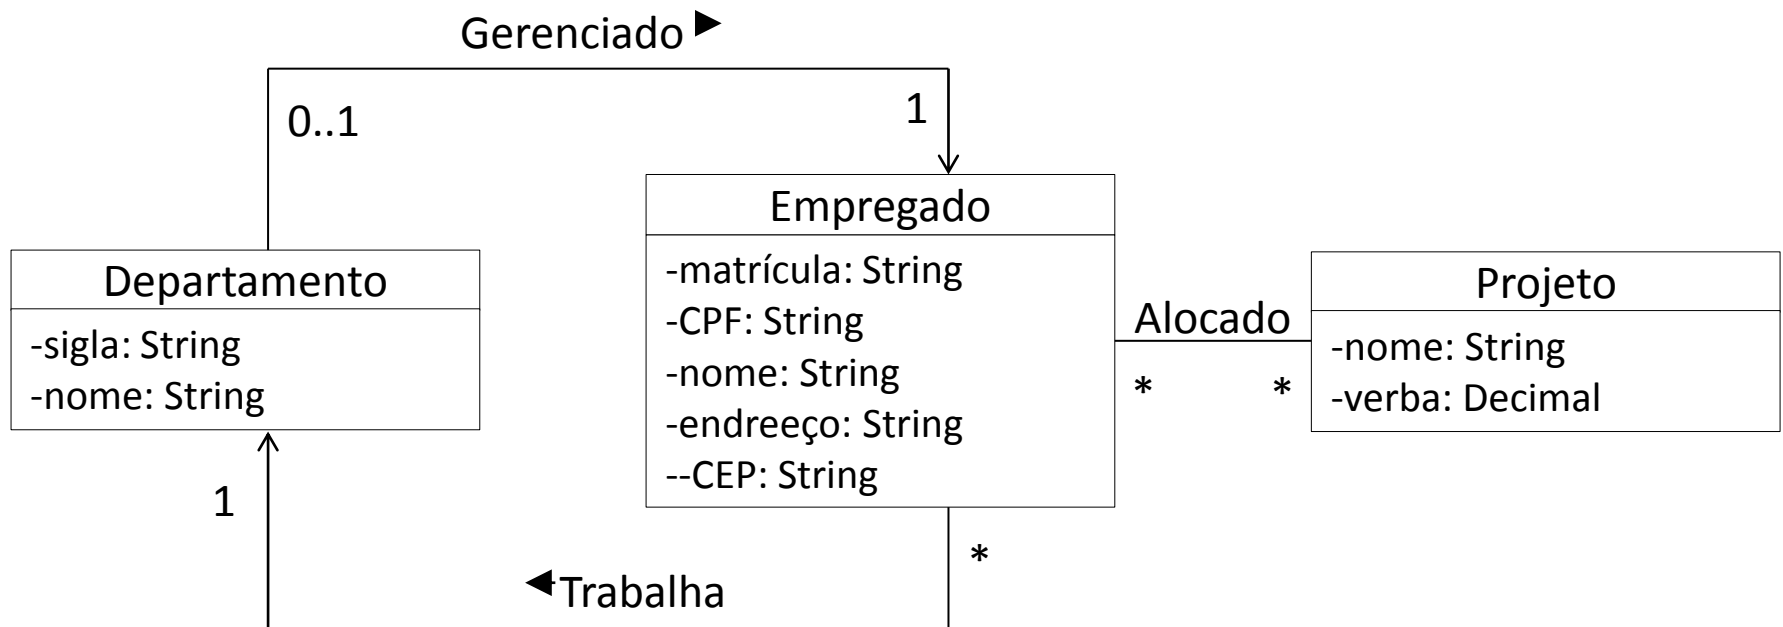 Gerenciado ►
0..1
1
Departamento
-sigla: String
-nome: String
Empregado
-matrícula: String
-CPF: String
-nome: String
-endreeço: String
--CEP: String
Alocado
* *
Projeto
-nome: String
-verba: Decimal
1
*
◄Trabalha